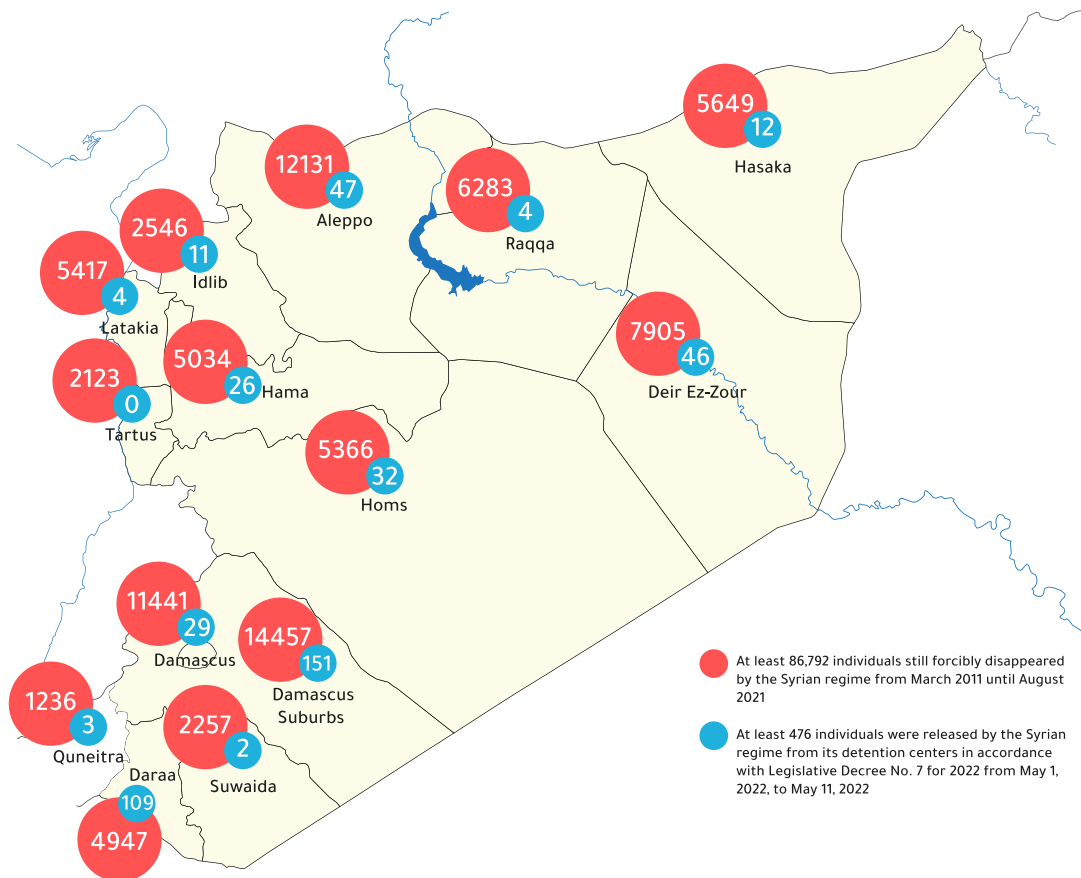 5649
12
Hasaka
12131
47
Aleppo
6283
4
Raqqa
2546
11
Idlib
5417
4
Latakia
7905
46
Deir Ez-Zour
5034
26
Hama
2123
0
Tartus
5366
32
Homs
11441
29
Damascus
14457
151
Damascus
Suburbs
1236
3
Quneitra
2257
2
Suwaida
Daraa
109
4947
At least 86,792 individuals still forcibly disappeared
by the Syrian regime from March 2011 until August
2021
At least 476 individuals were released by the Syrian
regime from its detention centers in accordance
with Legislative Decree No. 7 for 2022 from May 1,
2022, to May 11, 2022